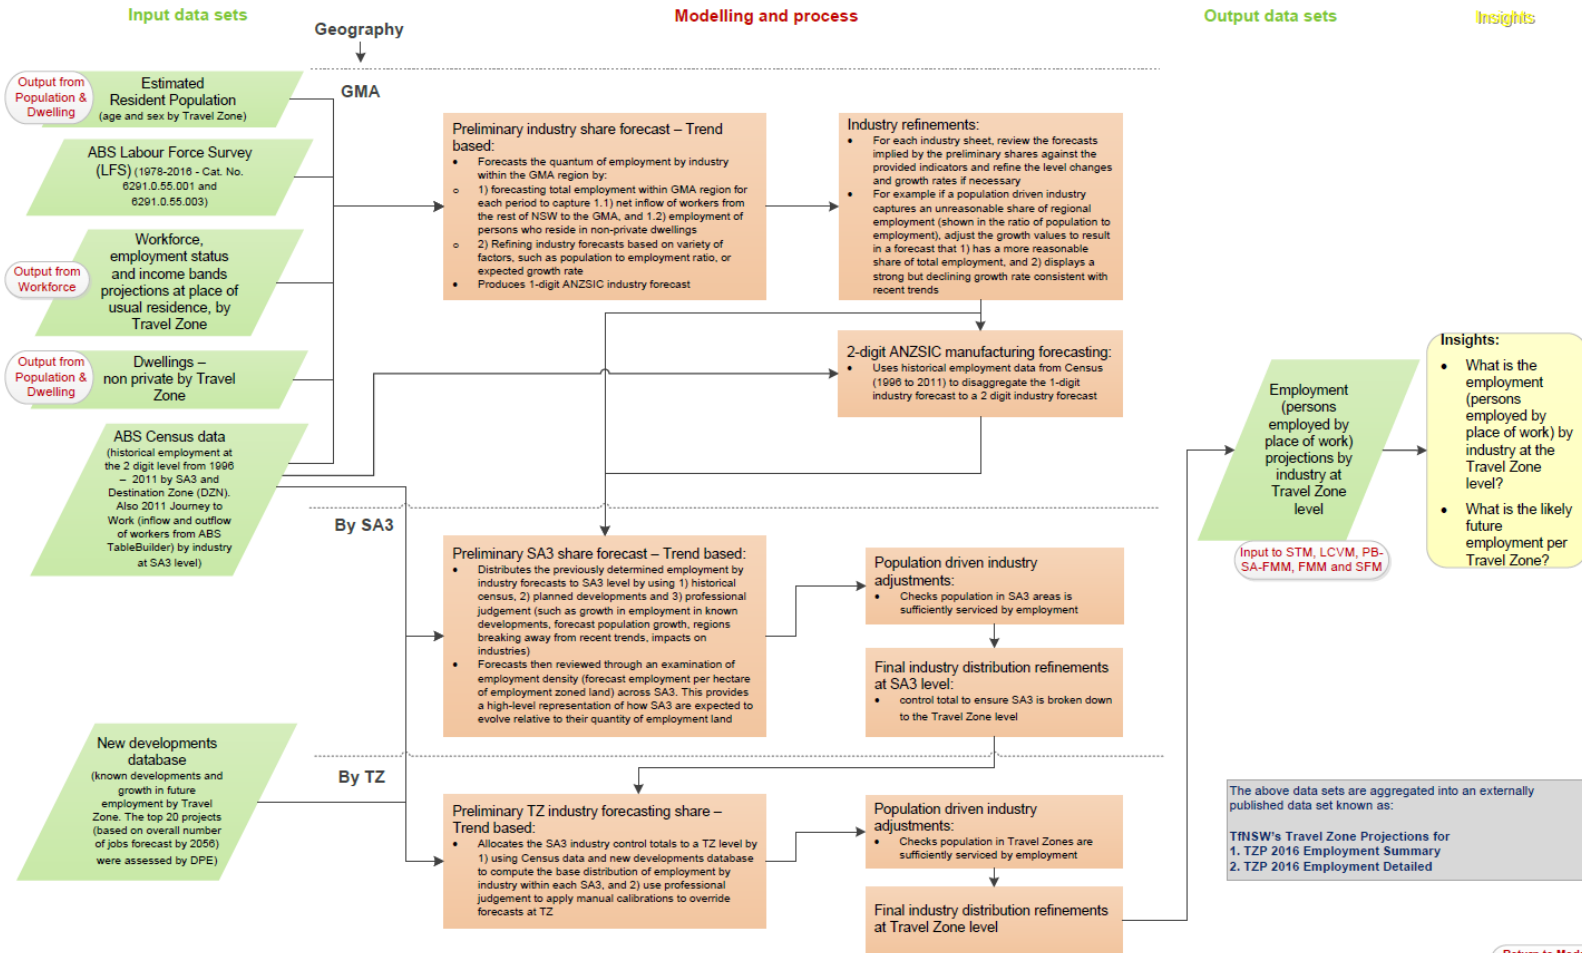 Input data sets
Modelling and process
Output data sets
Insights
Geography
GMA
Output from
Population &
Dwelling
Estimated
Resident Population
(age and sex by Travel Zone)
ABS Labour Force Survey
(LFS) (1978-2016 - Cat. No.
6291.0.55.001 and
6291.0.55.003)
Output from
Workforce
Workforce,
employment status
and income bands
projections at place of
usual residence, by
Travel Zone
Output from
Population &
Dwelling
Dwellings –
non private by Travel
Zone
ABS Census data
(historical employment at
the 2 digit level from 1996
– 2011 by SA3 and
Destination Zone (DZN).
Also 2011 Journey to
Work (inflow and outflow
of workers from ABS
TableBuilder) by industry
at SA3 level)
New developments
database
(known developments and
growth in future
employment by Travel
Zone. The top 20 projects
(based on overall number
of jobs forecast by 2056)
were assessed by DPE)
Preliminary industry share forecast – Trend
based:
• Forecasts the quantum of employment by industry
within the GMA region by:
o 1) forecasting total employment within GMA region for
each period to capture 1.1) net inflow of workers from
the rest of NSW to the GMA, and 1.2) employment of
persons who reside in non-private dwellings
o 2) Refining industry forecasts based on variety of
factors, such as population to employment ratio, or
expected growth rate
• Produces 1-digit ANZSIC industry forecast
Industry refinements:
• For each industry sheet, review the forecasts
implied by the preliminary shares against the
provided indicators and refine the level changes
and growth rates if necessary
• For example if a population driven industry
captures an unreasonable share of regional
employment (shown in the ratio of population to
employment), adjust the growth values to result
in a forecast that 1) has a more reasonable
share of total employment, and 2) displays a
strong but declining growth rate consistent with
recent trends
2-digit ANZSIC manufacturing forecasting:
• Uses historical employment data from Census
(1996 to 2011) to disaggregate the 1-digit
industry forecast to a 2 digit industry forecast
By SA3
Preliminary SA3 share forecast – Trend based:
• Distributes the previously determined employment by
industry forecasts to SA3 level by using 1) historical
census, 2) planned developments and 3) professional
judgement (such as growth in employment in known
developments, forecast population growth, regions
breaking away from recent trends, impacts on
industries)
• Forecasts then reviewed through an examination of
employment density (forecast employment per hectare
of employment zoned land) across SA3. This provides
a high-level representation of how SA3 are expected to
evolve relative to their quantity of employment land
Population driven industry
adjustments:
• Checks population in SA3 areas is
sufficiently serviced by employment
Final industry distribution refinements
at SA3 level:
• control total to ensure SA3 is broken down
to the Travel Zone level
By TZ
Preliminary TZ industry forecasting share –
Trend based:
• Allocates the SA3 industry control totals to a TZ level by
1) using Census data and new developments database
to compute the base distribution of employment by
industry within each SA3, and 2) use professional
judgement to apply manual calibrations to override
forecasts at TZ
Population driven industry
adjustments:
• Checks population in Travel Zones are
sufficiently serviced by employment
Final industry distribution refinements
at Travel Zone level
Employment
(persons
employed by
place of work)
projections by
industry at
Travel Zone
level
Input to STM, LCVM, PB-
SA-FMM, FMM and SFM
Insights:
• What is the
employment
(persons
employed by
place of work) by
industry at the
Travel Zone
level?
• What is the likely
future
employment per
Travel Zone?
The above data sets are aggregated into an externally
published data set known as:
TfNSW's Travel Zone Projections for
1. TZP 2016 Employment Summary
2. TZP 2016 Employment Detailed